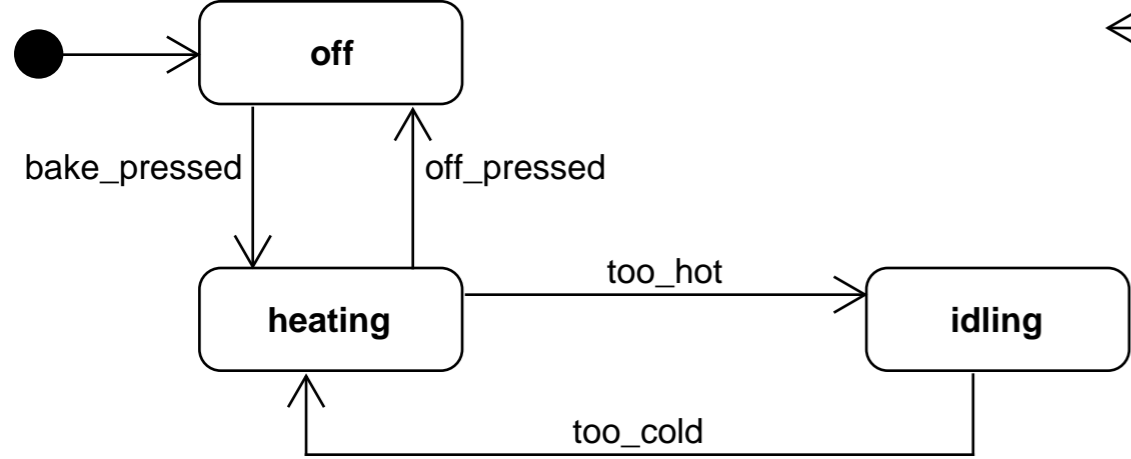 off
bake_pressed
off_pressed
too_hot
heating
idling
too_cold